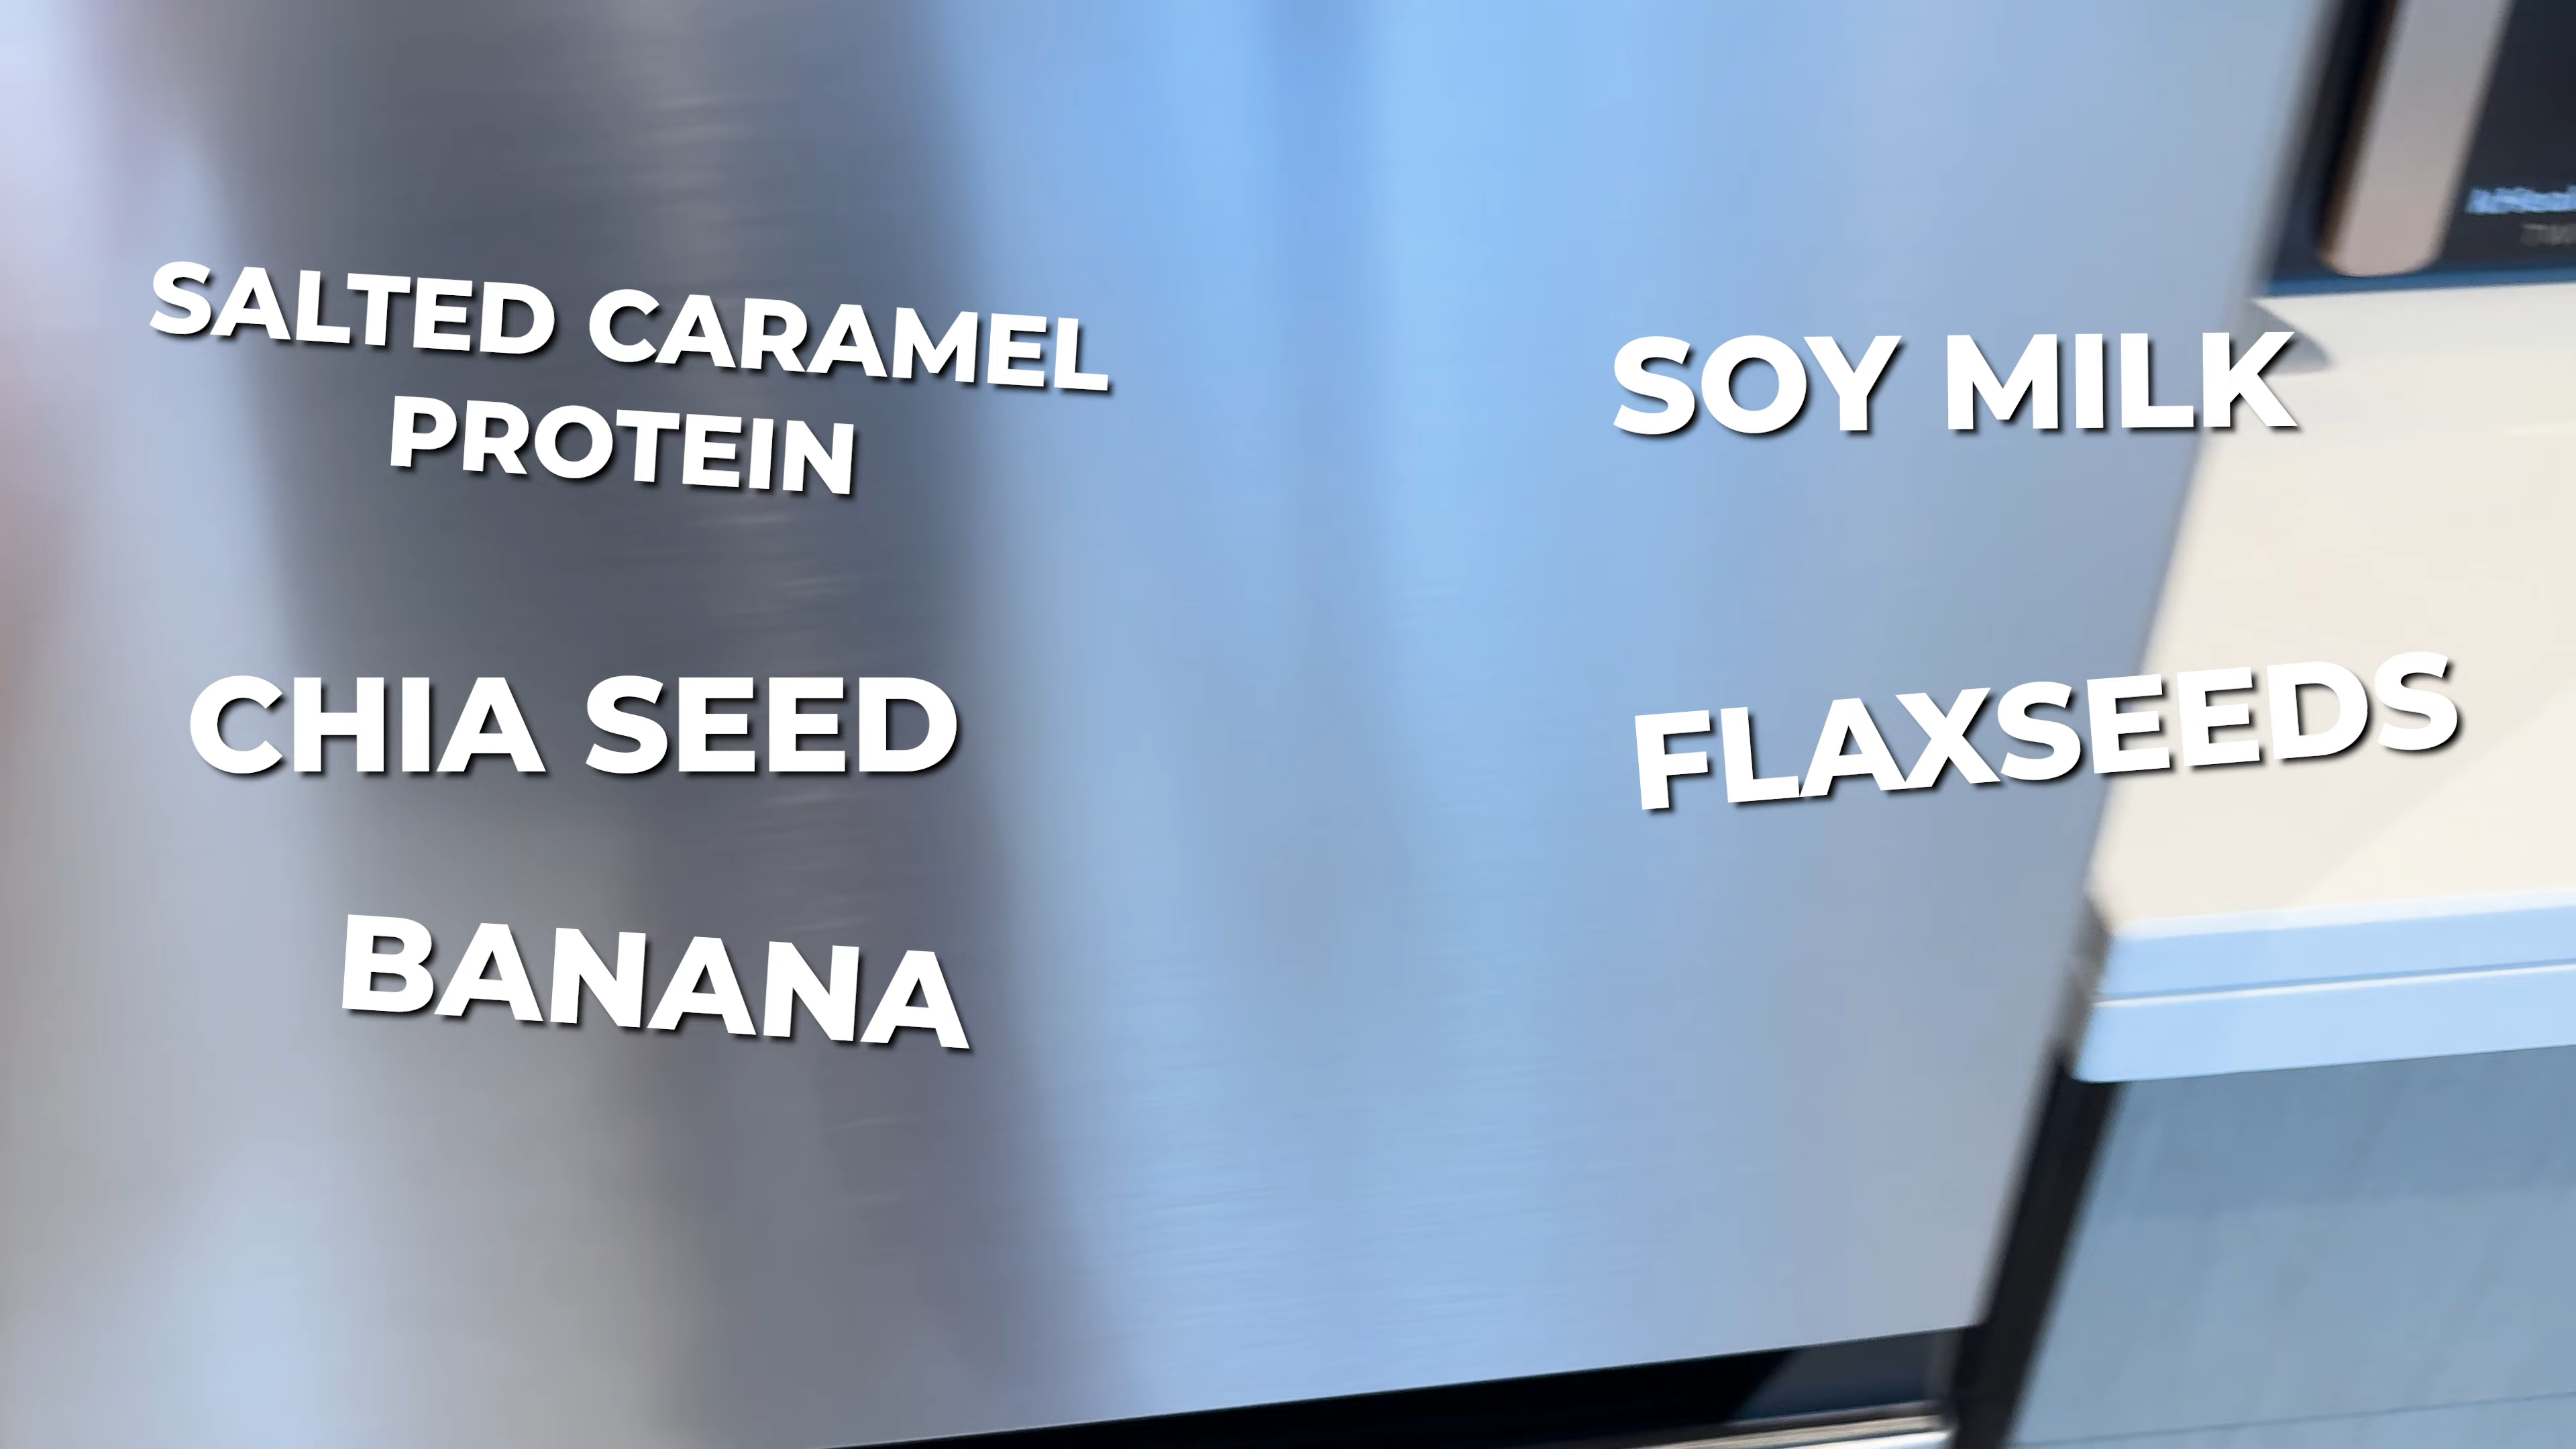 SALTED CARAMEL
PROTEIN
SOY MILK
CHIA SEED
FLAXSEEDS
BANANA